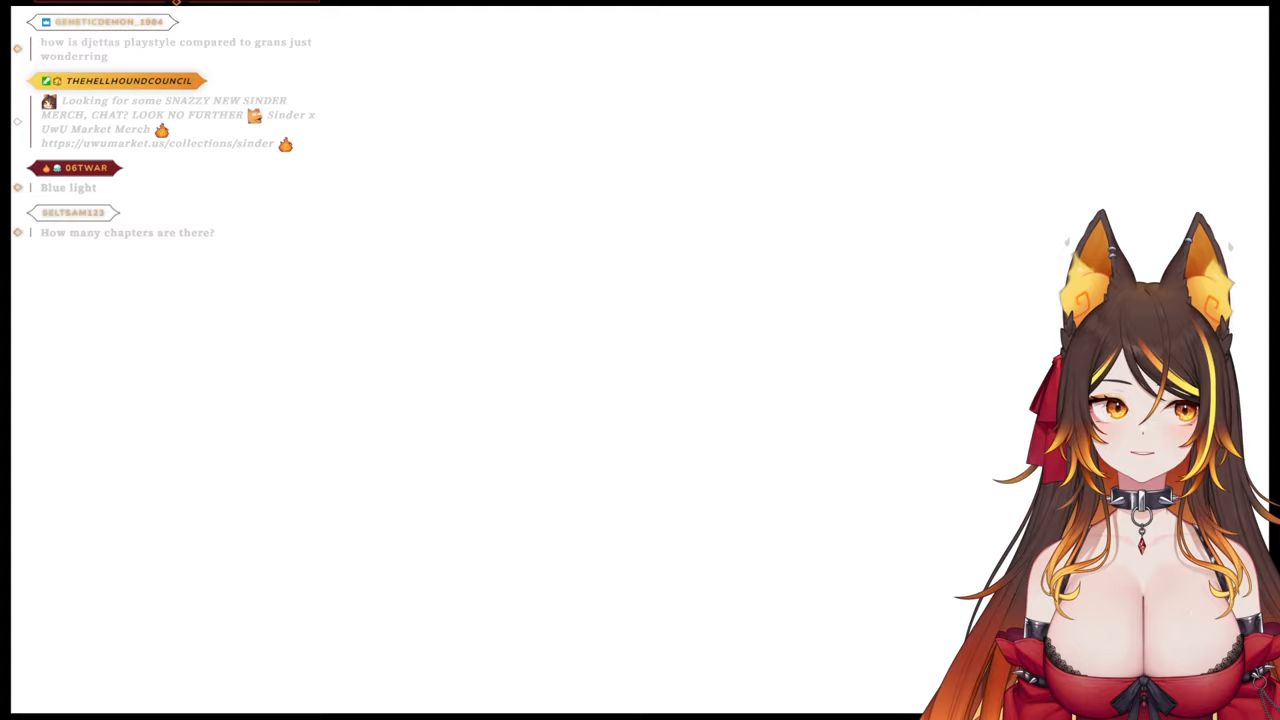 GENETICDEMON_1984
how is djettas playstyle compared to grans just
wonderring
THEHELLHOUNDCOUNCIL
Looking for some SNAZZY NEW SINDER
MERCH, CHAT? LOOK NO FURTHER Sinder x
UwU Market Merch
https://uwumarket.us/collections/sinder
06TWAR
Blue light
SELTSAM123
How many chapters are there?